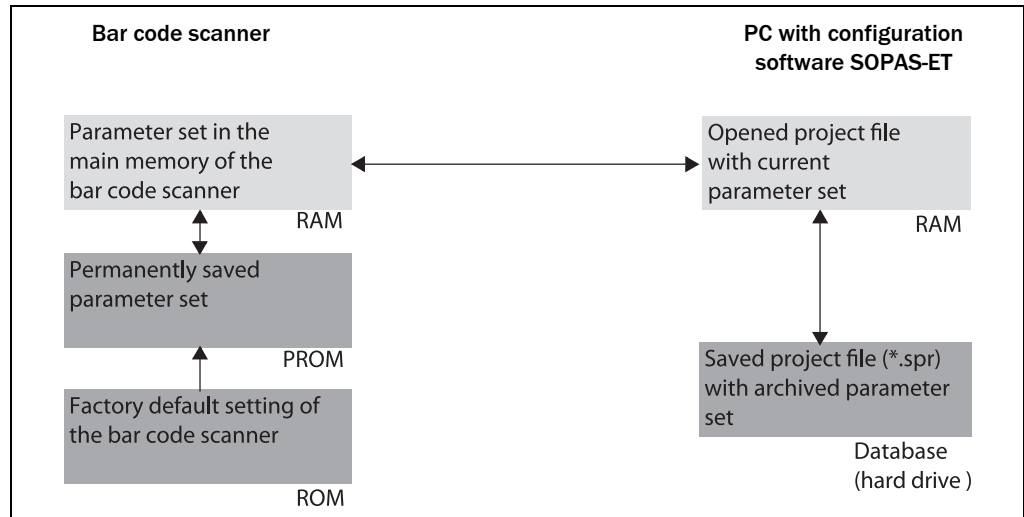 Bar code scanner
PC with configuration
software SOPAS-ET
Parameter set in the
main memory of the
bar code scanner
RAM
Permanently saved
parameter set
PROM
Factory default setting of
the bar code scanner
ROM
Opened project file
with current
parameter set
RAM
Saved project file (*.spr)
with archived parameter
set
Database
(hard drive )